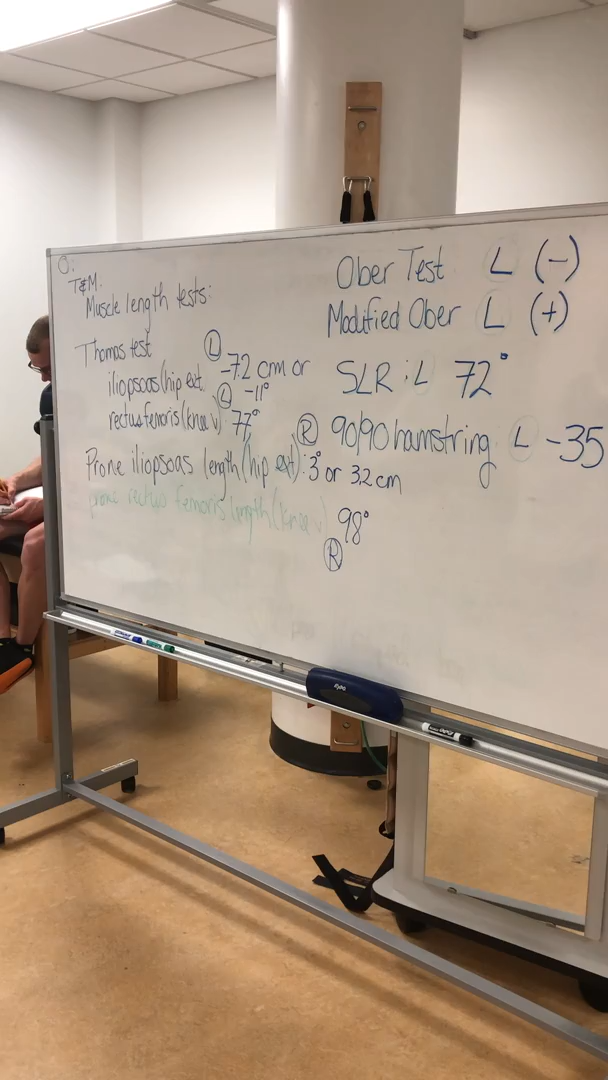 O:
T&M.
Muscle length tests:
Thomas test Ⓛ -7.2 cm or
iliopsoas (hip ext. Ⓛ -11°
rectus femoris (knee v) 77°
Prone iliopsoas length (hip ext): 3° or 3.2 cm
prone rectus femoris length (knee v) 98°
Ⓡ
Ober Test L (-)
Modified Ober L (+)
SLR: L 72°
Ⓡ 90/90 hamstring L -35
EXPO